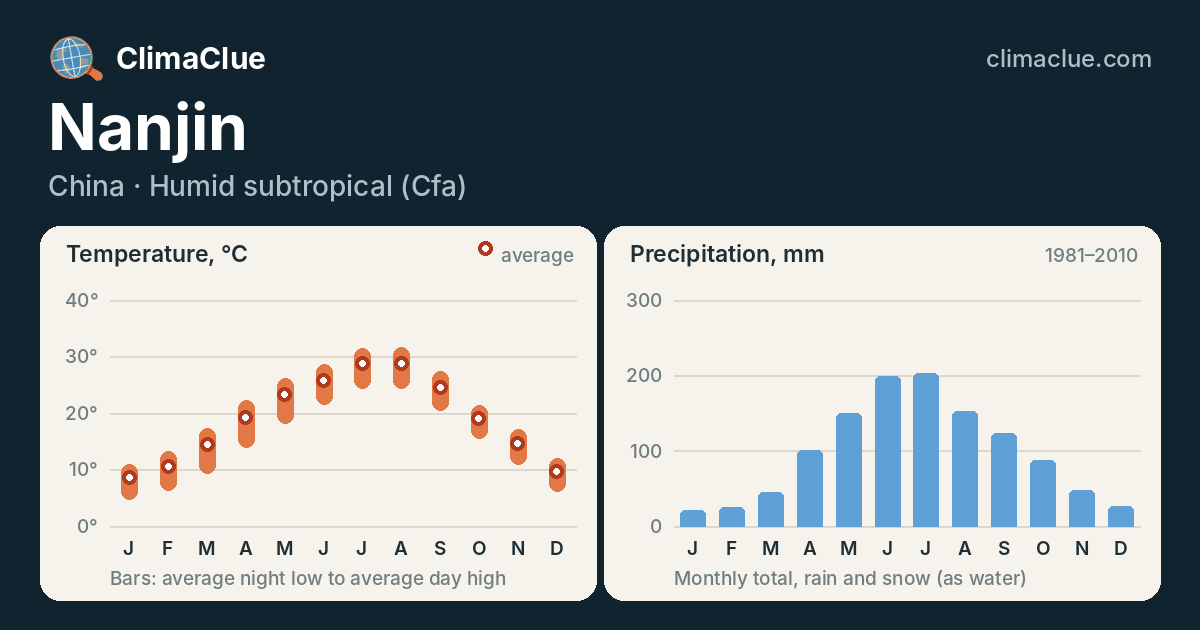 ClimaClue
climaclue.com
Nanjin
China · Humid subtropical (Cfa)
Temperature, °C
average
40°
30°
20°
10°
0°
J F M A M J J A S O N D
Bars: average night low to average day high
Precipitation, mm
1981–2010
300
200
100
0
J F M A M J J A S O N D
Monthly total, rain and snow (as water)